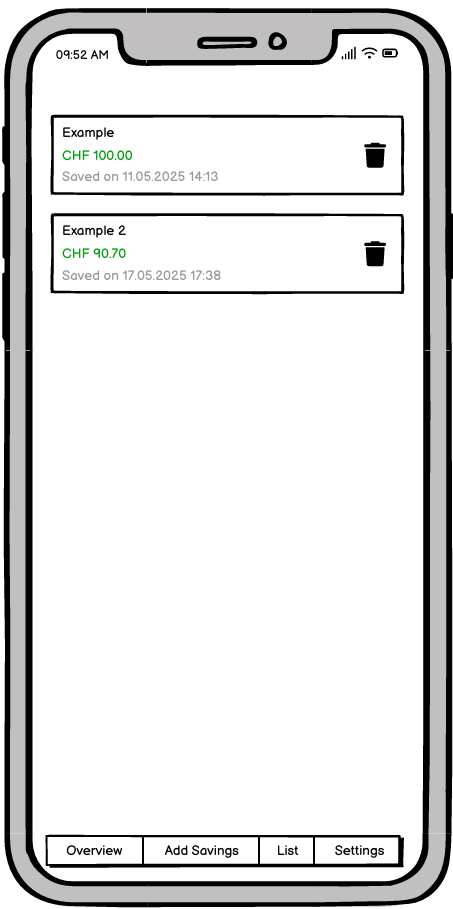 09:52 AM
Example
CHF 100.00
Saved on 11.05.2025 14:13
Example 2
CHF 90.70
Saved on 17.05.2025 17:38
Overview Add Savings List Settings